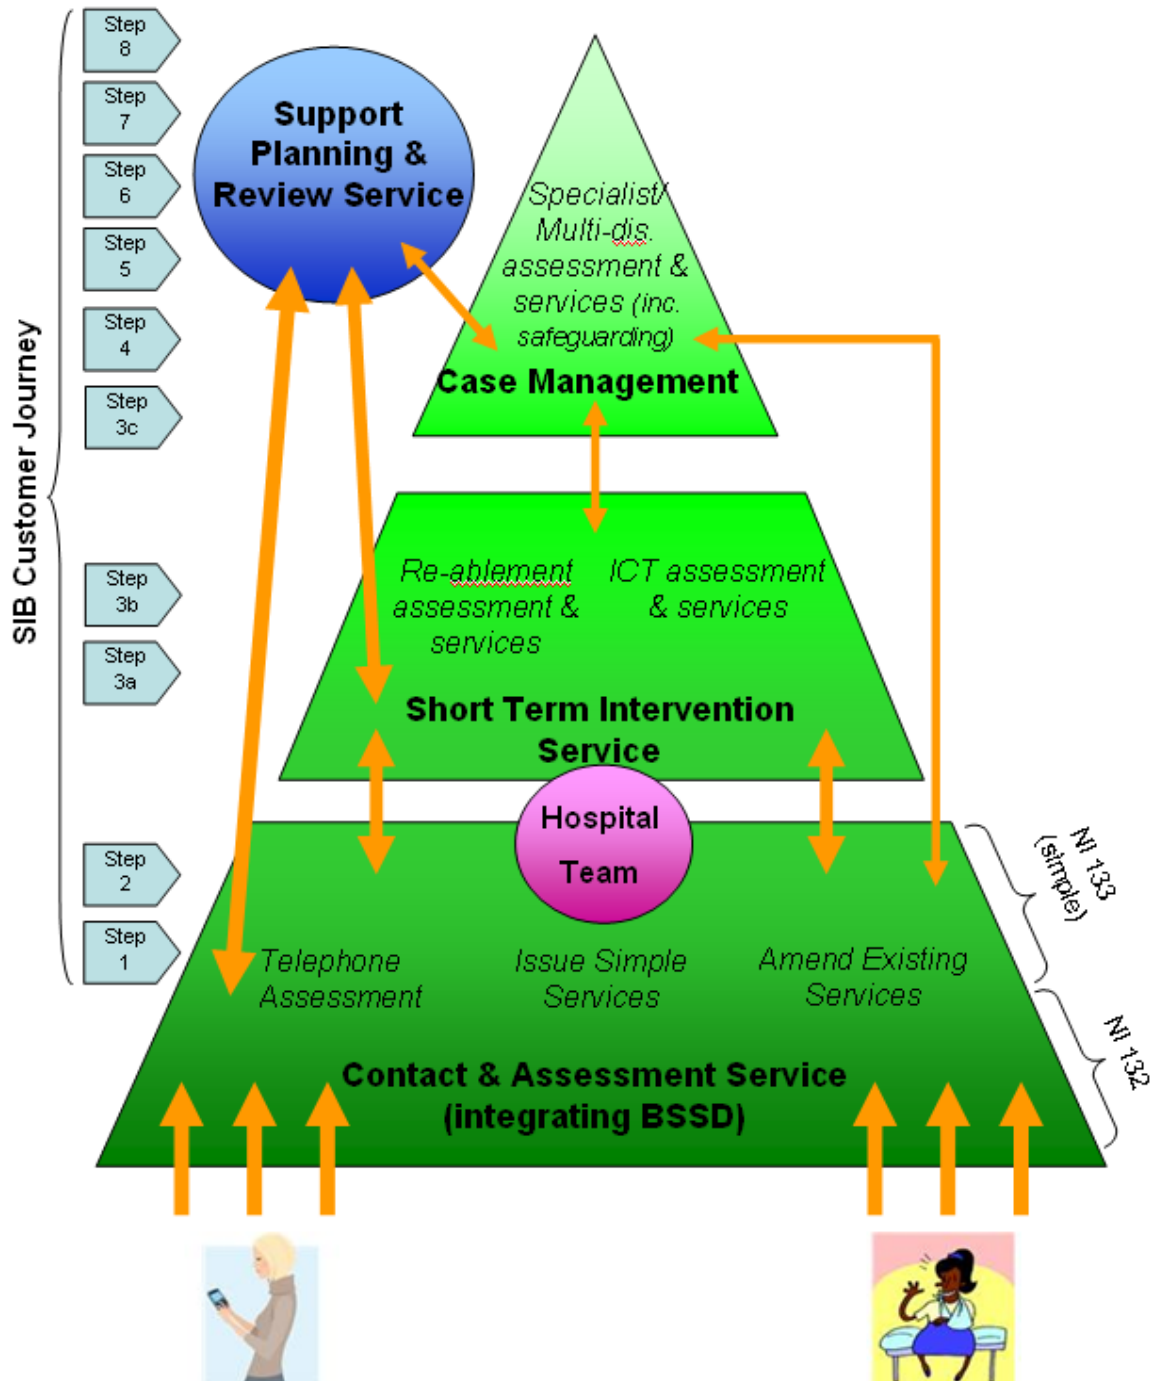 SIB Customer Journey
Step
8
Step
7
Step
6
Step
5
Step
4
Step
3c
Step
3b
Step
3a
Step
2
Step
1
Support
Planning &
Review Service
Specialist/
Multi-dis.
assessment &
services (inc.
safeguarding)
Case Management
Re-ablement
assessment &
services
ICT assessment
& services
Short Term Intervention
Service
Hospital
Team
Telephone
Assessment
Issue Simple
Services
Amend Existing
Services
Contact & Assessment Service
(integrating BSSD)
NI 133
(simple)
NI 132